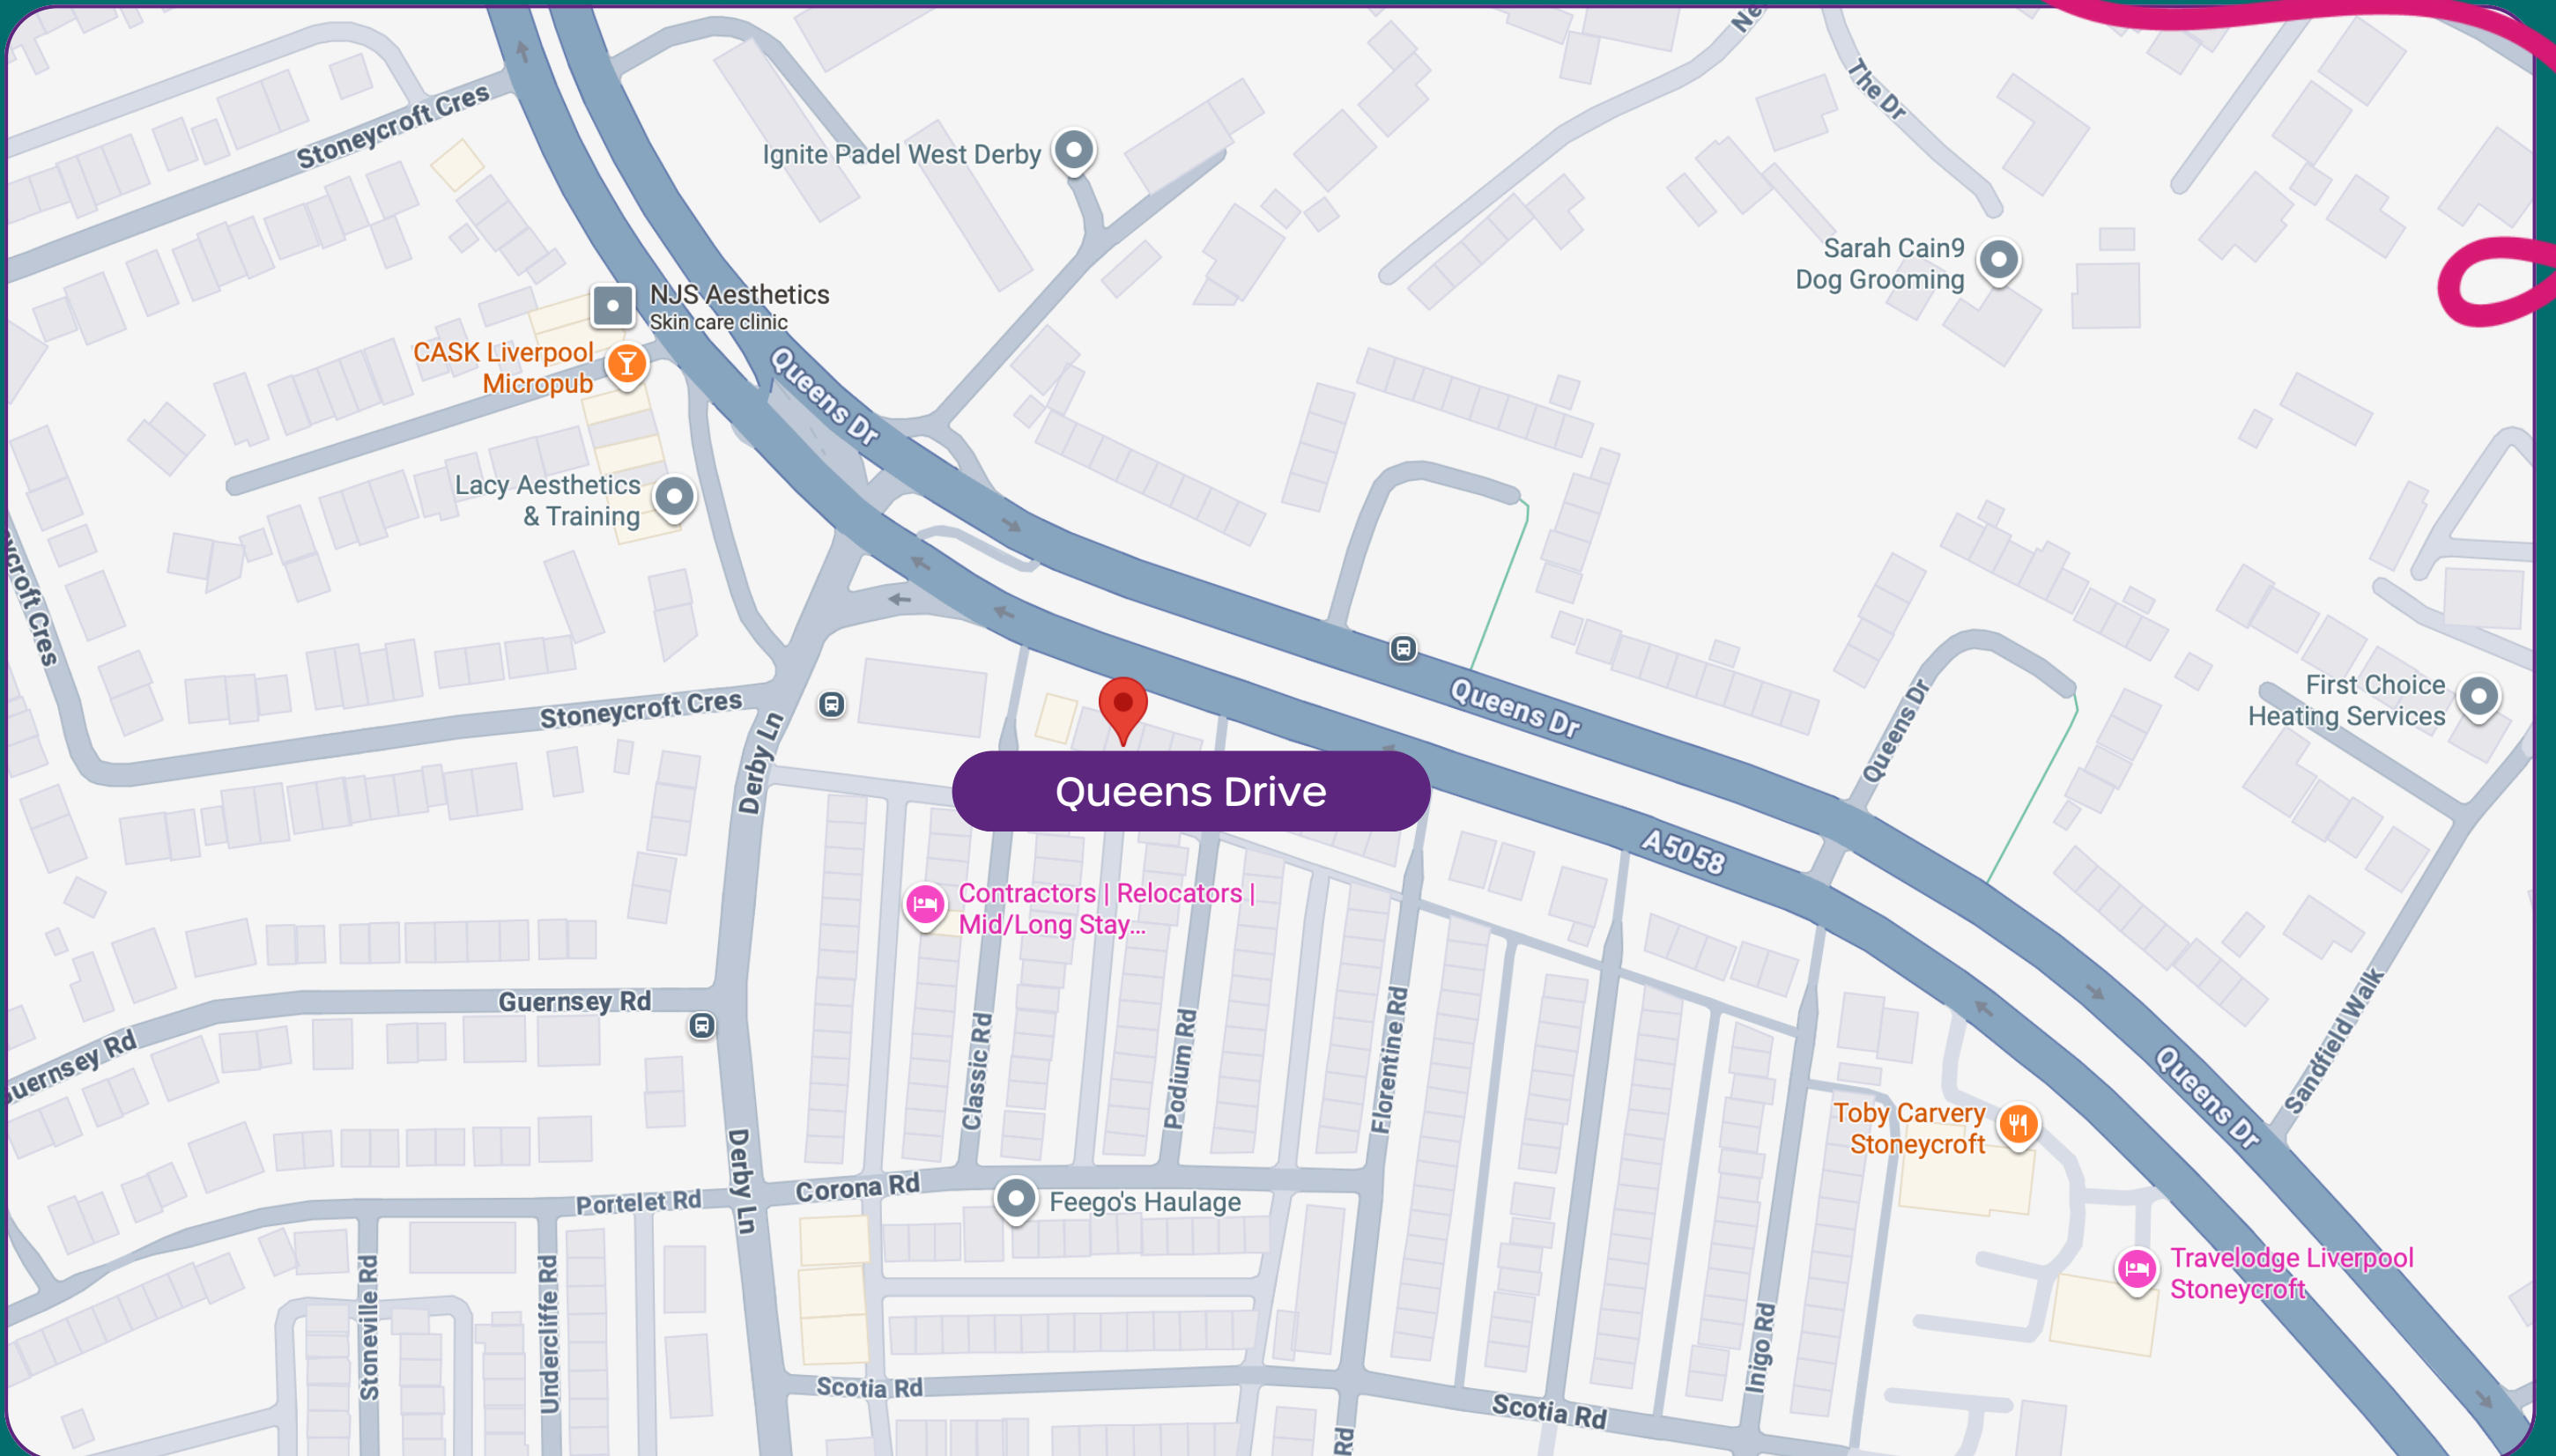 Ne
The Dr
Stoneycroft Cres
Ignite Padel West Derby
Sarah Cain9
Dog Grooming
NJS Aesthetics
Skin care clinic
CASK Liverpool
Micropub
Queens Dr
Lacy Aesthetics
& Training
ycroft Cres
Stoneycroft Cres
Derby Ln
Queens Dr
Queens Dr
First Choice
Heating Services
Queens Drive
A5058
Contractors | Relocators |
Mid/Long Stay...
Guernsey Rd
Guernsey Rd
Classic Rd
Podium Rd
Florentine Rd
Sandfield Walk
Queens Dr
Toby Carvery
Stoneycroft
Derby Ln
Portelet Rd
Corona Rd
Feego's Haulage
Travelodge Liverpool
Stoneycroft
Stoneville Rd
Undercliffe Rd
Inigo Rd
Scotia Rd
Scotia Rd
Rd